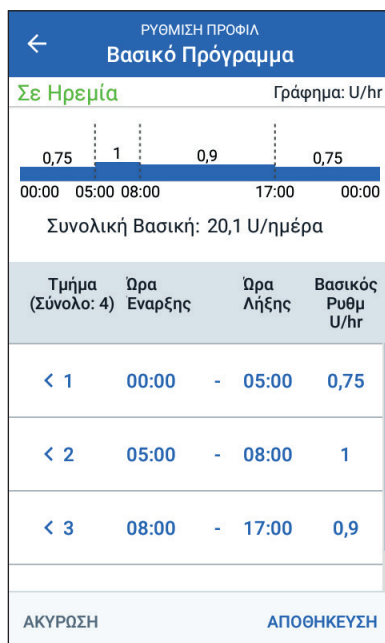 ΡΥΘΜΙΣΗ ΠΡΟΦΙΛ
Βασικό Πρόγραμμα
Σε Ηρεμία Γράφημα: U/hr
0,75 1 0,9 0,75
00:00 05:00 08:00 17:00 00:00
Συνολική Βασική: 20,1 U/ημέρα
Τμήμα Ώρα Ώρα Βασικός
(Σύνολο: 4) Έναρξης Λήξης Ρυθμ
U/hr
< 1 00:00 - 05:00 0,75
< 2 05:00 - 08:00 1
< 3 08:00 - 17:00 0,9
ΑΚΥΡΩΣΗ ΑΠΟΘΗΚΕΥΣΗ